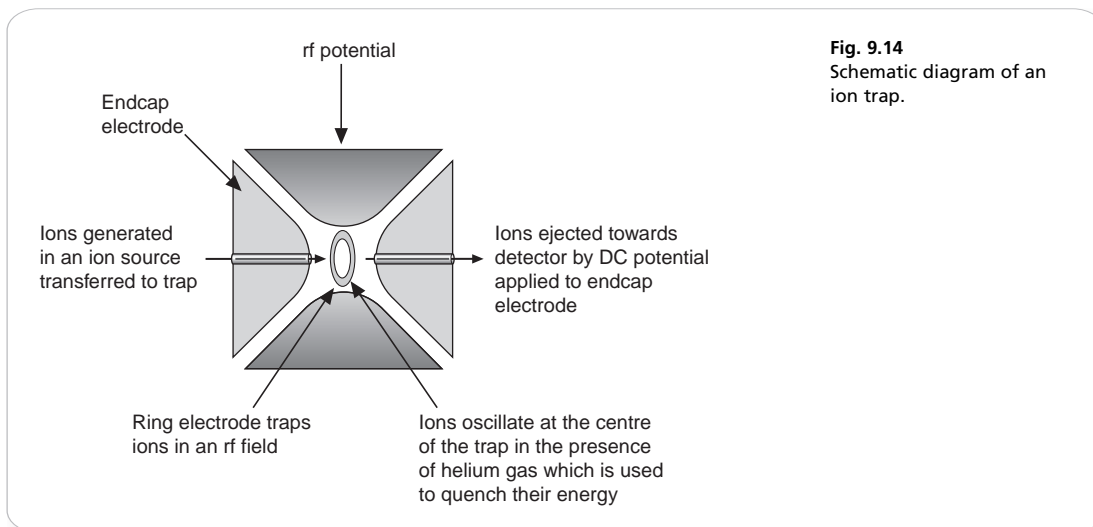 Fig. 9.14
Schematic diagram of an
ion trap.
rf potential
Endcap
electrode
Ions generated
in an ion source
transferred to trap
Ions ejected towards
detector by DC potential
applied to endcap
electrode
Ring electrode traps
ions in an rf field
Ions oscillate at the centre
of the trap in the presence
of helium gas which is used
to quench their energy